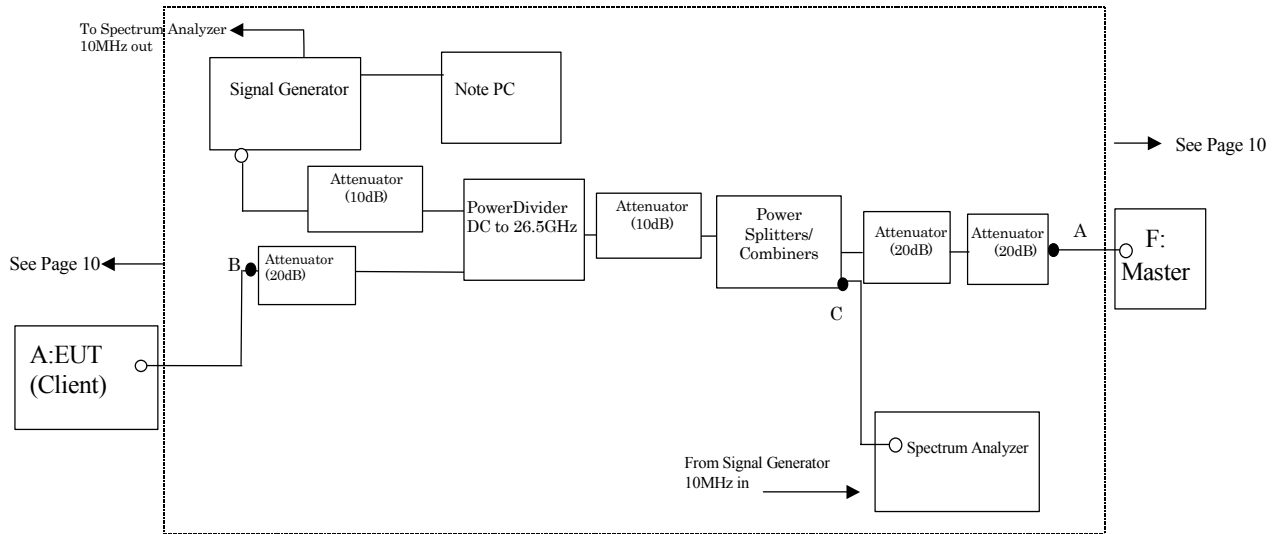 To Spectrum Analyzer
10MHz out
Signal Generator
Note PC
See Page 10
Attenuator
(10dB)
PowerDivider
DC to 26.5GHz
Attenuator
(10dB)
Power
Splitters/
Combiners
Attenuator
(20dB)
Attenuator
(20dB)
A
F:
Master
See Page 10
B
Attenuator
(20dB)
C
A:EUT
(Client)
Spectrum Analyzer
From Signal Generator
10MHz in